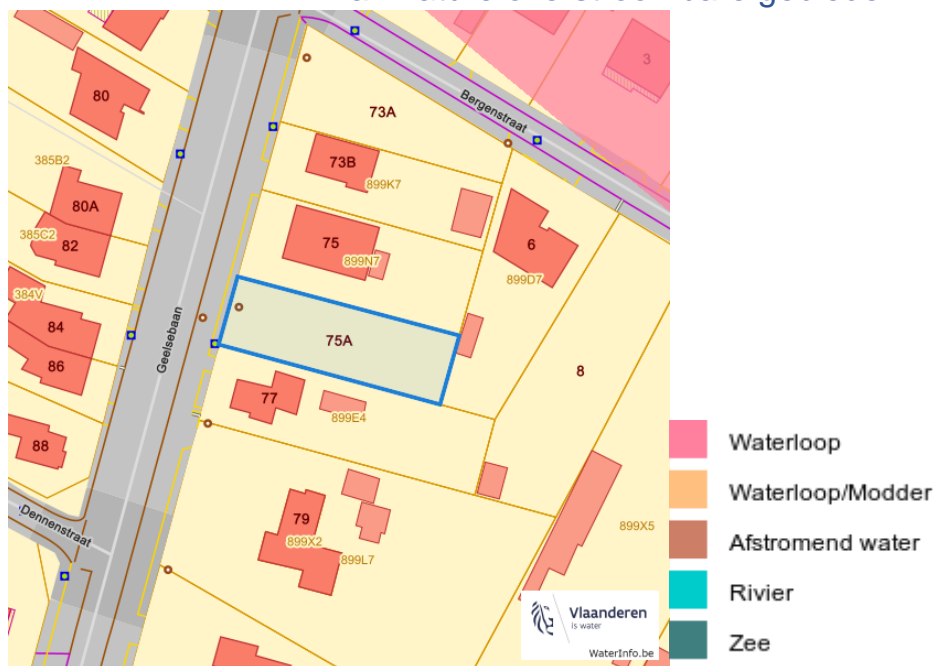 80
73A
Bergenstraat
3
385B2
73B
899K7
80A
385C2
82
75
899N7
6
899D7
384V
84
86
Geelsebaan
75A
8
77
899E4
88
Dennenstraat
79
899X2
899L7
899X5
Vlaanderen
is water
WaterInfo.be
Waterloop
Waterloop/Modder
Afstromend water
Rivier
Zee